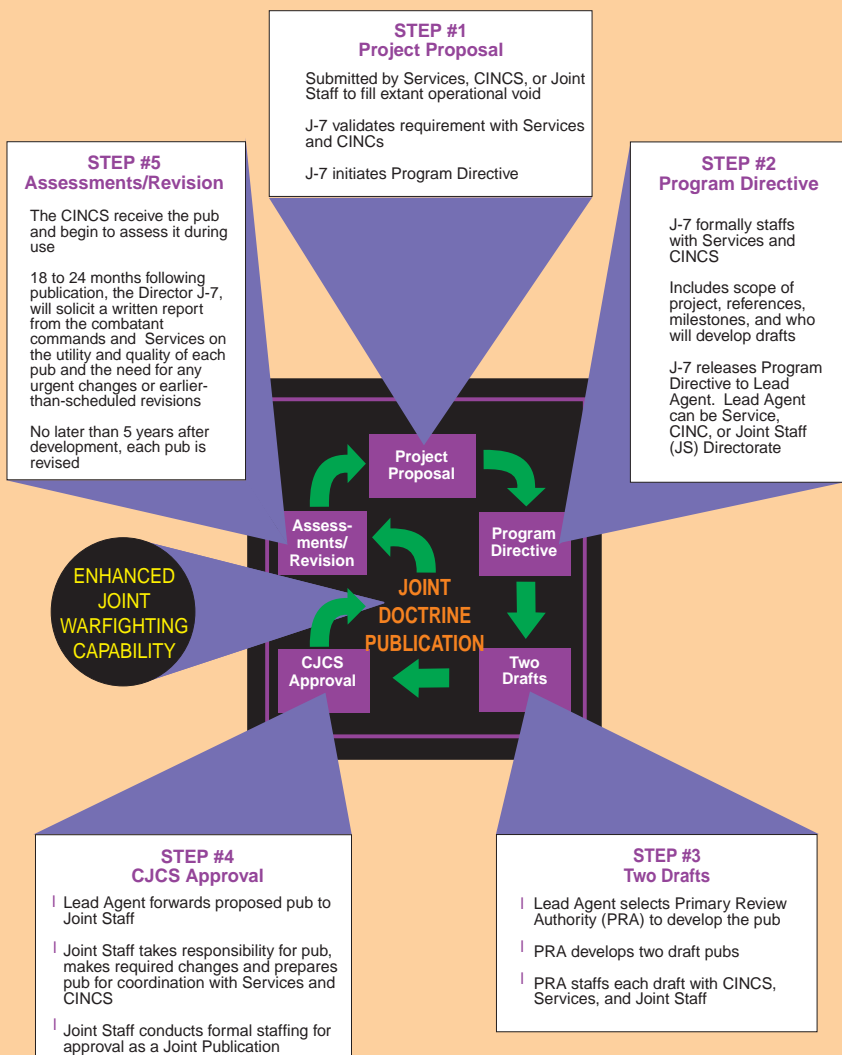 STEP #1
Project Proposal
Submitted by Services, CINCS, or Joint
Staff to fill extant operational void
J-7 validates requirement with Services
and CINCs
J-7 initiates Program Directive
STEP #5
Assessments/Revision
The CINCS receive the pub
and begin to assess it during
use
18 to 24 months following
publication, the Director J-7,
will solicit a written report
from the combatant
commands and Services on
the utility and quality of each
pub and the need for any
urgent changes or earlier-
than-scheduled revisions
No later than 5 years after
development, each pub is
revised
STEP #2
Program Directive
J-7 formally staffs
with Services and
CINCS
Includes scope of
project, references,
milestones, and who
will develop drafts
J-7 releases Program
Directive to Lead
Agent. Lead Agent
can be Service,
CINC, or Joint Staff
(JS) Directorate
Project
Proposal
Assess-
ments/
Revision
Program
Directive
ENHANCED
JOINT
WARFIGHTING
CAPABILITY
JOINT
DOCTRINE
PUBLICATION
CJCS
Approval
Two
Drafts
STEP #4
CJCS Approval
l Lead Agent forwards proposed pub to
Joint Staff
l Joint Staff takes responsibility for pub,
makes required changes and prepares
pub for coordination with Services and
CINCS
l Joint Staff conducts formal staffing for
approval as a Joint Publication
STEP #3
Two Drafts
l Lead Agent selects Primary Review
Authority (PRA) to develop the pub
l PRA develops two draft pubs
l PRA staffs each draft with CINCS,
Services, and Joint Staff